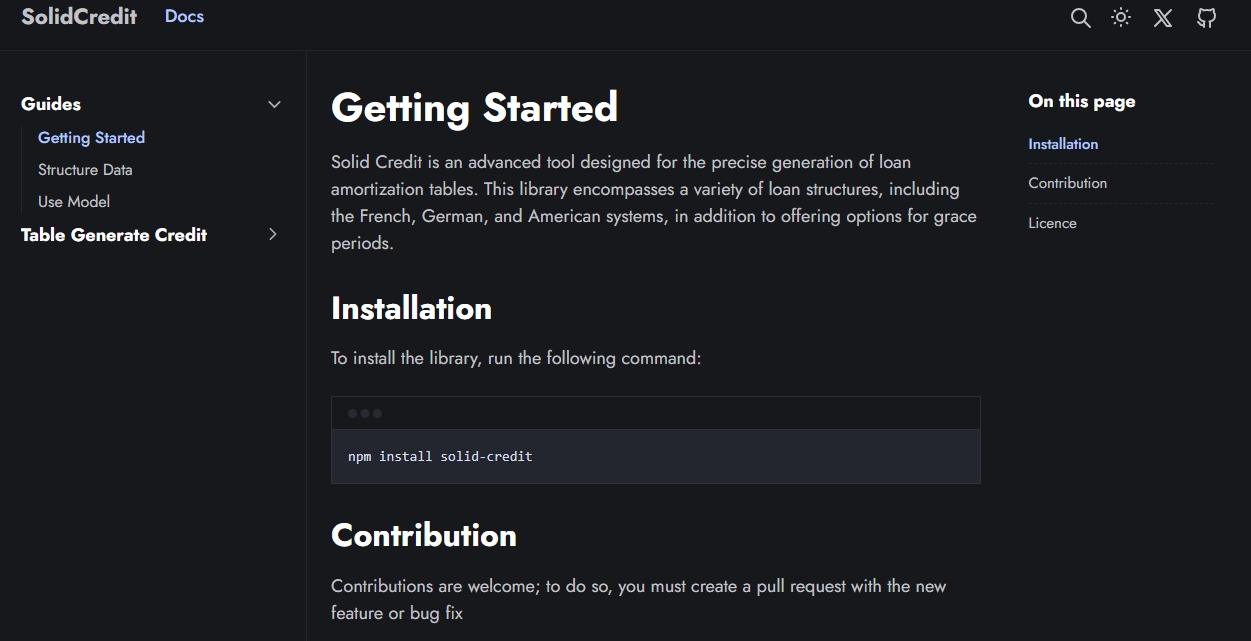 SolidCredit Docs
Guides
Getting Started
Structure Data
Use Model
Table Generate Credit
Getting Started
Solid Credit is an advanced tool designed for the precise generation of loan
amortization tables. This library encompasses a variety of loan structures, including
the French, German, and American systems, in addition to offering options for grace
periods.
Installation
To install the library, run the following command:
npm install solid-credit
Contribution
Contributions are welcome; to do so, you must create a pull request with the new
feature or bug fix
On this page
Installation
Contribution
Licence